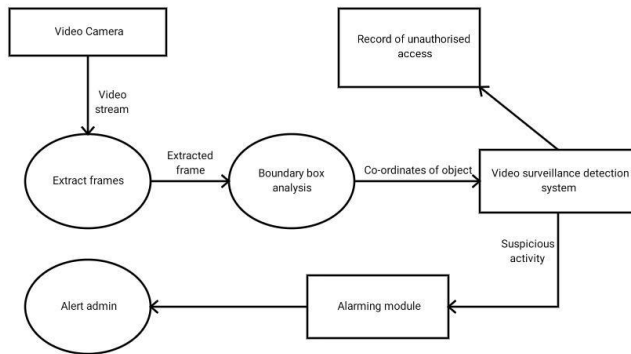 Video Camera
Record of unauthorised
access
Video
stream
Extract frames
Extracted
frame
Boundary box
analysis
Co-ordinates of object
Video surveillance detection
system
Suspicious
activity
Alert admin
Alarming module